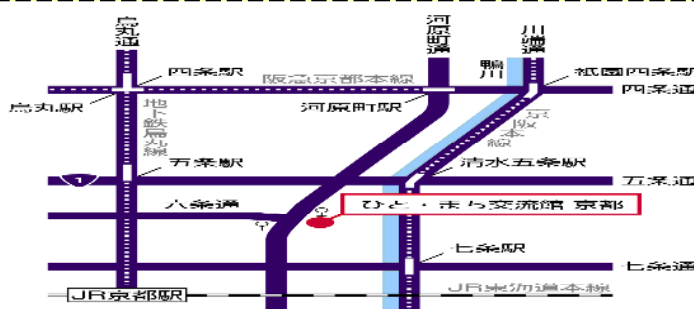 烏丸通
河原町通
川端通
鴨川
四条駅
阪急京都本線
祇園四条駅
烏丸駅
河原町駅
四条通
地下鉄烏丸線
京阪本線
五条駅
清水五条駅
1
五条通
六条通
ひと・まち交流館 京都
七条駅
七条通
JR京都駅
JR東海道本線